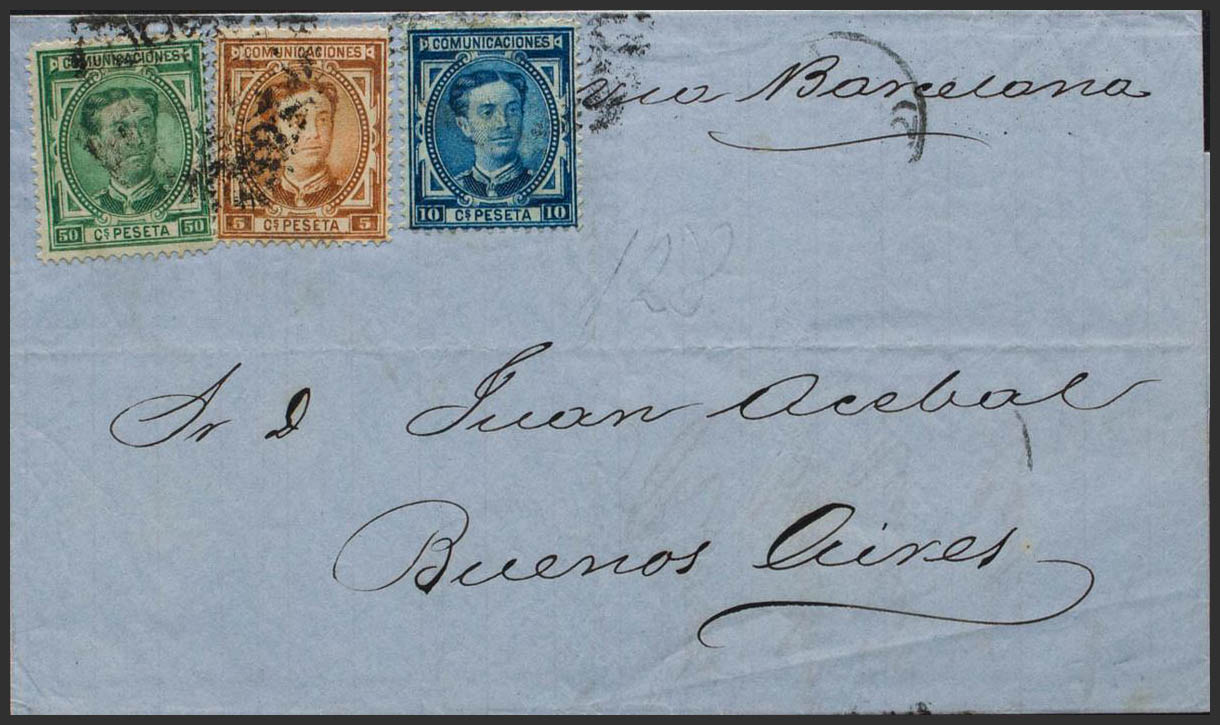 COMUNICACIONES
50 Cs PESETA 50
COMUNICACIONES
5 Cs PESETA 5
COMUNICACIONES
10 Cs PESETA 10
Barcelona
128
Sr D Juan Acebal
Buenos Aires